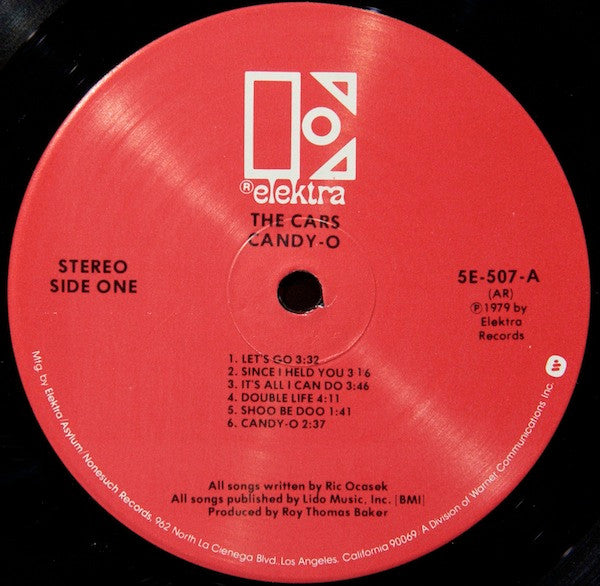 ® elektra
THE CARS
CANDY-O
STEREO
SIDE ONE
5E-507-A
(AR)
℗ 1979 by
Elektra
Records
1. LET'S GO 3:32
2. SINCE I HELD YOU 3 16
3. IT'S ALL I CAN DO 3:46
4. DOUBLE LIFE 4:11
5. SHOO BE DOO 1:41
6. CANDY-O 2:37
All songs written by Ric Ocasek
All songs published by Lido Music, Inc. [BMI]
Produced by Roy Thomas Baker
Mfg. by Elektra/Asylum/Nonesuch Records, 962 North La Cienega Blvd., Los Angeles, California 90069 / A Division of Warner Communications Inc.